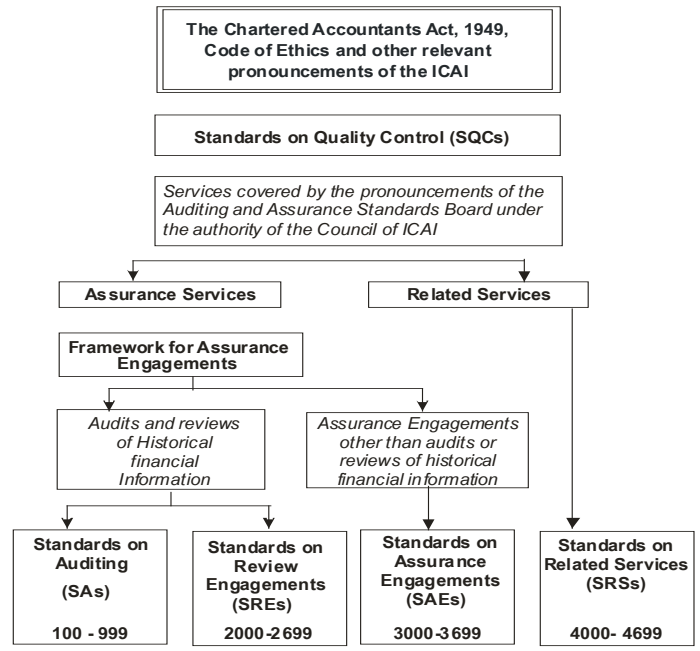 The Chartered Accountants Act, 1949,
Code of Ethics and other relevant
pronouncements of the ICAI
Standards on Quality Control (SQCs)
Services covered by the pronouncements of the
Auditing and Assurance Standards Board under
the authority of the Council of ICAI
Assurance Services
Related Services
Framework for Assurance
Engagements
Audits and reviews
of Historical
financial
Information
Assurance Engagements
other than audits or
reviews of historical
financial information
Standards on
Auditing
(SAs)
100 - 999
Standards on
Review
Engagements
(SREs)
2000-2699
Standards on
Assurance
Engagements
(SAEs)
3000-3699
Standards on
Related Services
(SRSs)
4000- 4699